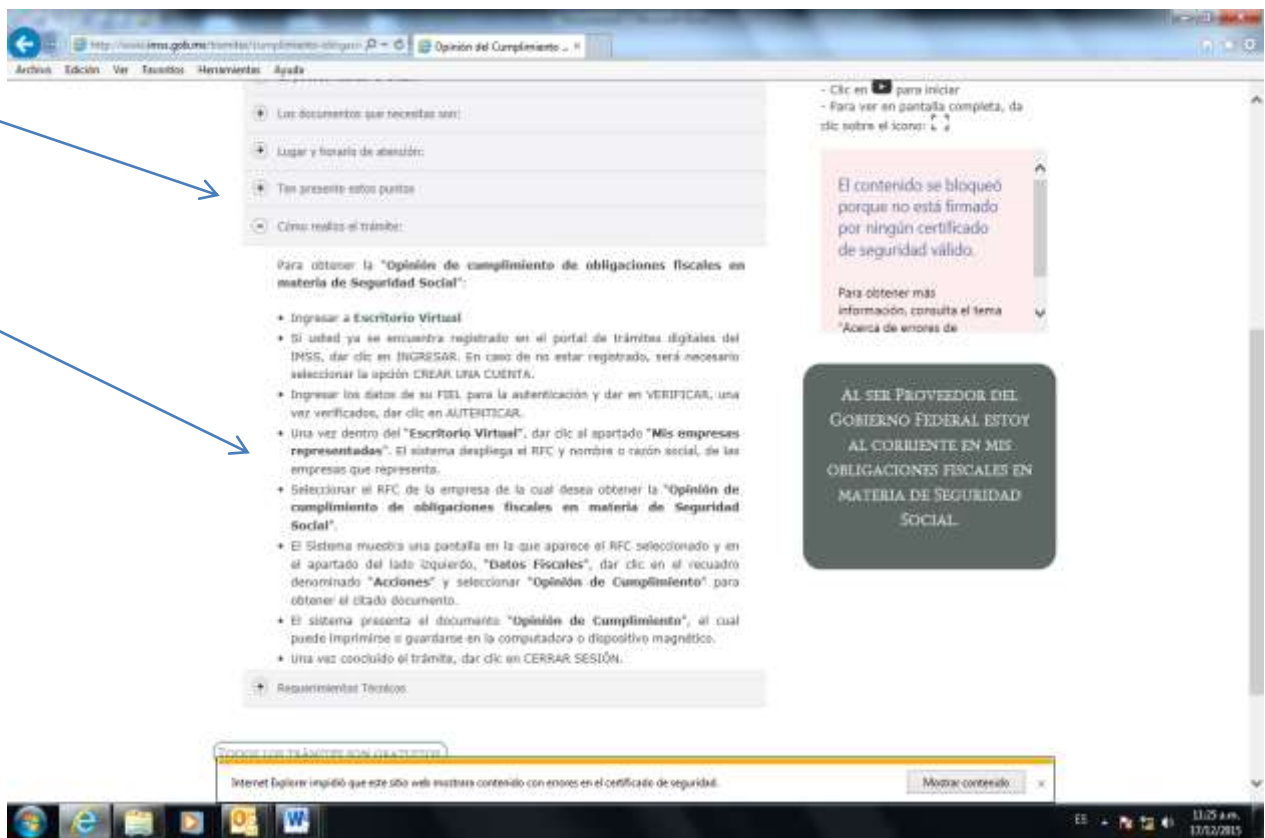 Opinión del Cumplimiento ...
Archivo Edición Ver Favoritos Herramientas Ayuda
Los documentos que necesitas son:
Lugar y horario de atención:
Ten presente estos puntos
Cómo realizo el trámite:
Para obtener la "Opinión de cumplimiento de obligaciones fiscales en
materia de Seguridad Social":
• Ingresar a Escritorio Virtual
• Si usted ya se encuentra registrado en el portal de trámites digitales del
IMSS, dar clic en INGRESAR. En caso de no estar registrado, será necesario
seleccionar la opción CREAR UNA CUENTA.
• Ingresar los datos de su FIEL para la autenticación y dar en VERIFICAR, una
vez verificados, dar clic en AUTENTICAR.
• Una vez dentro del "Escritorio Virtual", dar clic al apartado "Mis empresas
representadas". El sistema despliega el RFC y nombre o razón social, de las
empresas que representa.
• Seleccionar el RFC de la empresa de la cual desea obtener la "Opinión de
cumplimiento de obligaciones fiscales en materia de Seguridad
Social".
• El Sistema muestra una pantalla en la que aparece el RFC seleccionado y en
el apartado del lado izquierdo, "Datos Fiscales", dar clic en el recuadro
denominado "Acciones" y seleccionar "Opinión de Cumplimiento" para
obtener el citado documento.
• El sistema presenta el documento "Opinión de Cumplimiento", el cual
puede imprimirse o guardarse en la computadora o dispositivo magnético.
• Una vez concluido el trámite, dar clic en CERRAR SESIÓN.
Requerimientos Técnicos
- Clic en para iniciar
- Para ver en pantalla completa, da
clic sobre el icono:
El contenido se bloqueó
porque no está firmado
por ningún certificado
de seguridad válido.
Para obtener más
información, consulta el tema
"Acerca de errores de
AL SER PROVEEDOR DEL
GOBIERNO FEDERAL ESTOY
AL CORRIENTE EN MIS
OBLIGACIONES FISCALES EN
MATERIA DE SEGURIDAD
SOCIAL.
TODOS LOS TRÁMITES SON GRATUITOS
Internet Explorer impidió que este sitio web mostrara contenido con errores en el certificado de seguridad.
Mostrar contenido
ES
11:25 a.m.
17/12/2015